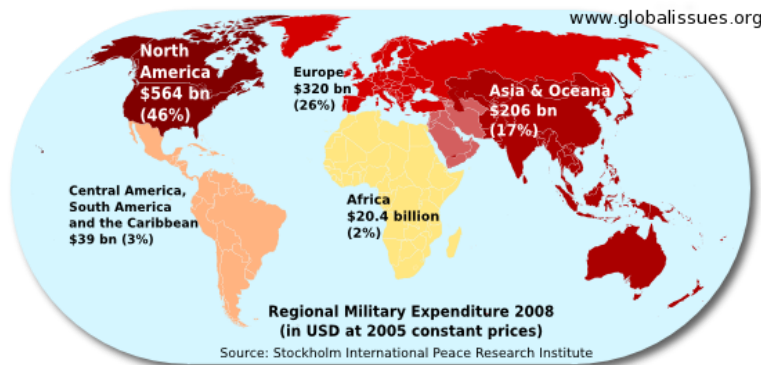 www.globalissues.org
North
America
$564 bn
(46%)
Europe
$320 bn
(26%)
Asia & Oceana
$206 bn
(17%)
Central America,
South America
and the Caribbean
$39 bn (3%)
Africa
$20.4 billion
(2%)
Regional Military Expenditure 2008
(in USD at 2005 constant prices)
Source: Stockholm International Peace Research Institute